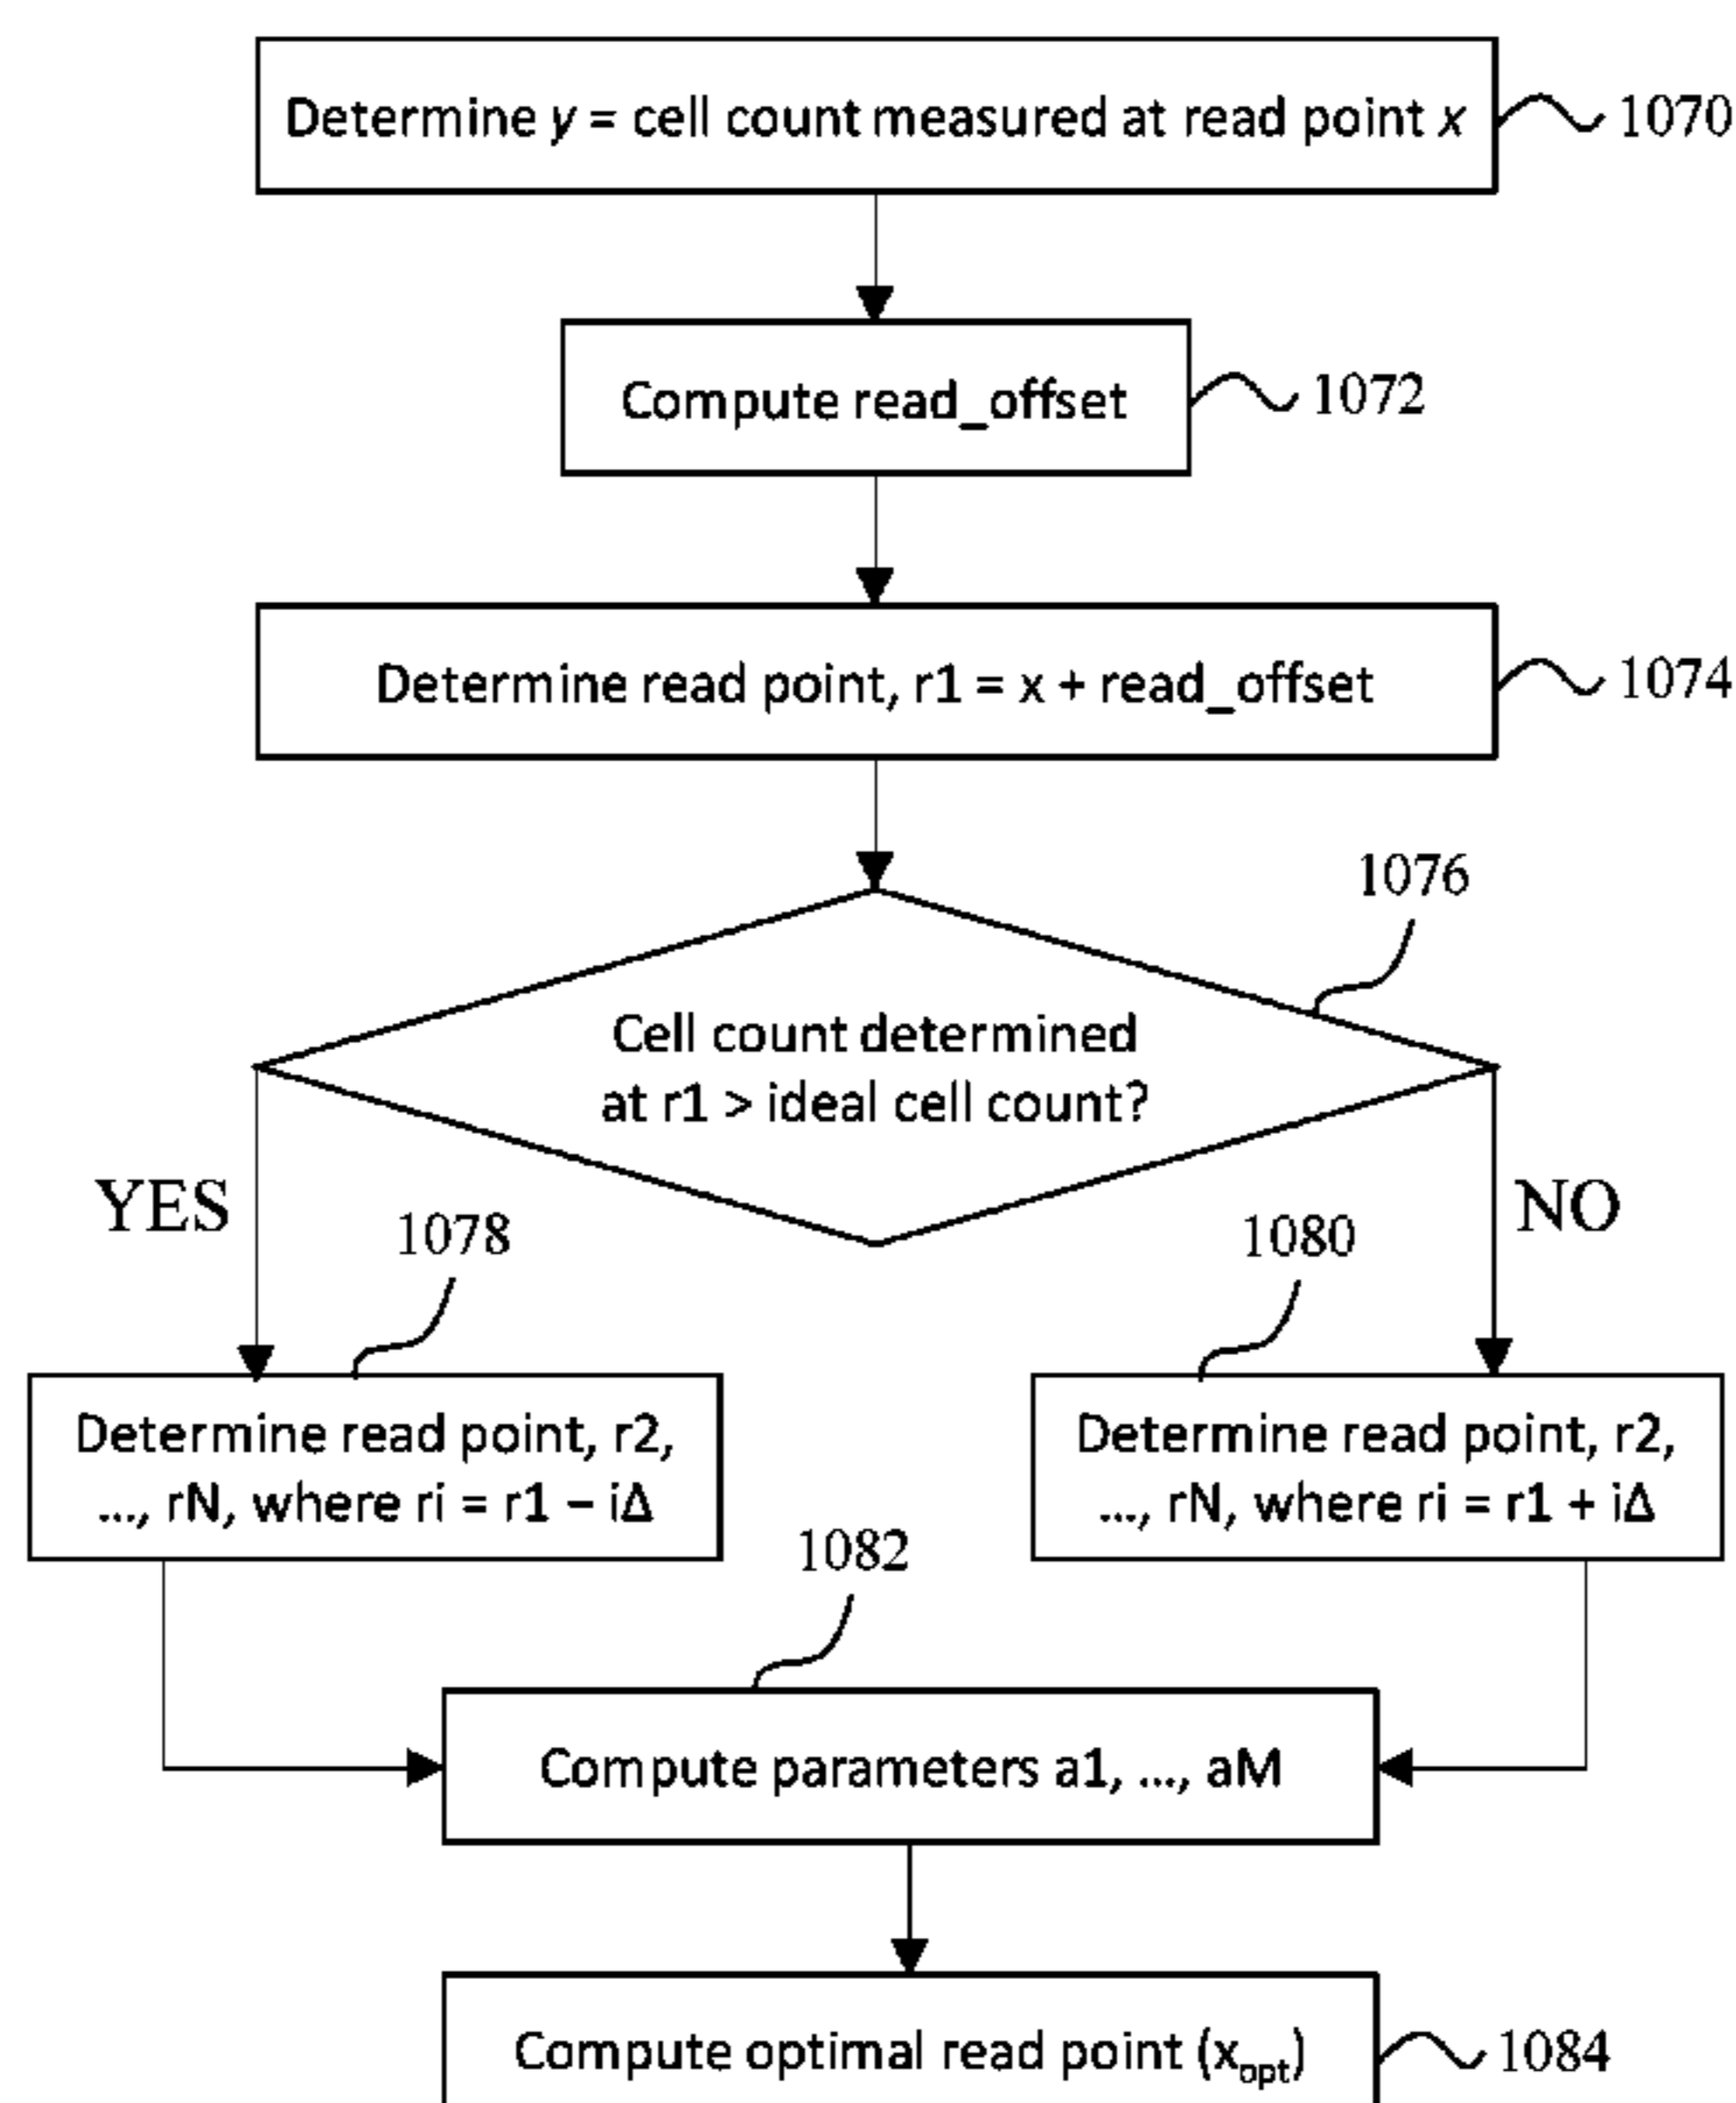 Determine y = cell count measured at read point x
1070
Compute read_offset
1072
Determine read point, r1 = x + read_offset
1074
1076
Cell count determined
at r1 > ideal cell count?
YES
NO
1078
1080
Determine read point, r2,
..., rN, where ri = r1 – iΔ
Determine read point, r2,
..., rN, where ri = r1 + iΔ
1082
Compute parameters a1, ..., aM
Compute optimal read point (xopt)
1084